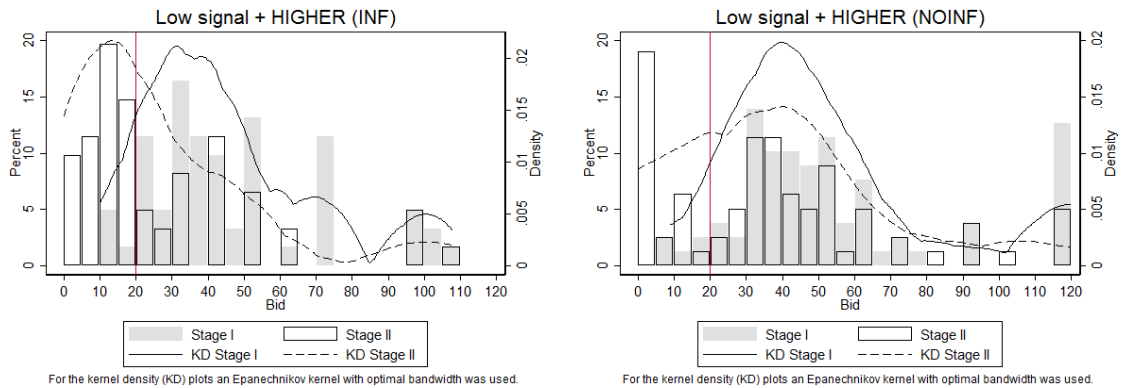 Low signal + HIGHER (INF)
20
15
10
5
0
Percent
.02
.015
.01
.005
0
Density
0 10 20 30 40 50 60 70 80 90 100 110 120
Bid
Stage I Stage II
KD Stage I KD Stage II
For the kernel density (KD) plots an Epanechnikov kernel with optimal bandwidth was used.
Low signal + HIGHER (NOINF)
20
15
10
5
0
Percent
.02
.015
.01
.005
0
Density
0 10 20 30 40 50 60 70 80 90 100 110 120
Bid
Stage I Stage II
KD Stage I KD Stage II
For the kernel density (KD) plots an Epanechnikov kernel with optimal bandwidth was used.